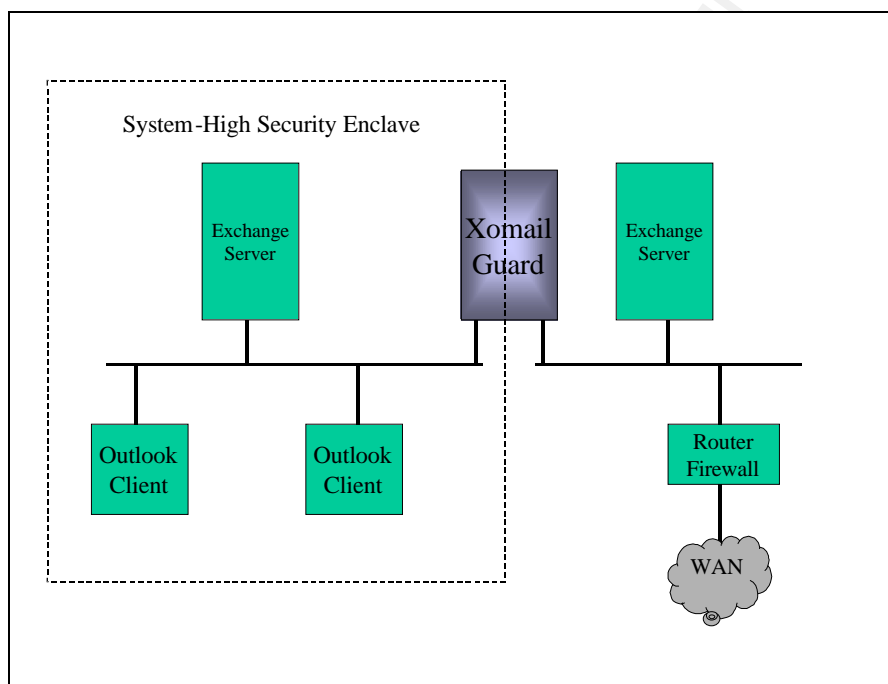 System-High Security Enclave
Exchange
Server
Xomail
Guard
Exchange
Server
Outlook
Client
Outlook
Client
Router
Firewall
WAN